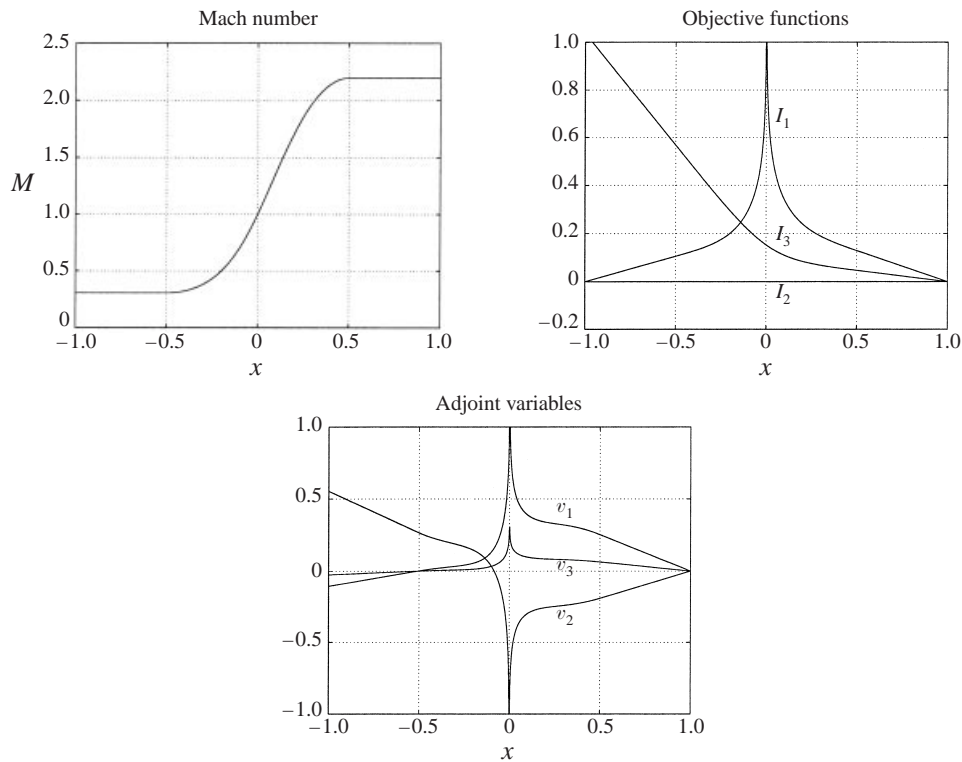 Mach number
2.5
2.0
1.5
M
1.0
0.5
0
−1.0 −0.5 0 0.5 1.0
x
Objective functions
1.0
0.8
I1
0.6
0.4
I3
0.2
0
I2
−0.2
−1.0 −0.5 0 0.5 1.0
x
Adjoint variables
1.0
0.5
v1
0
v3
v2
−0.5
−1.0
−1.0 −0.5 0 0.5 1.0
x